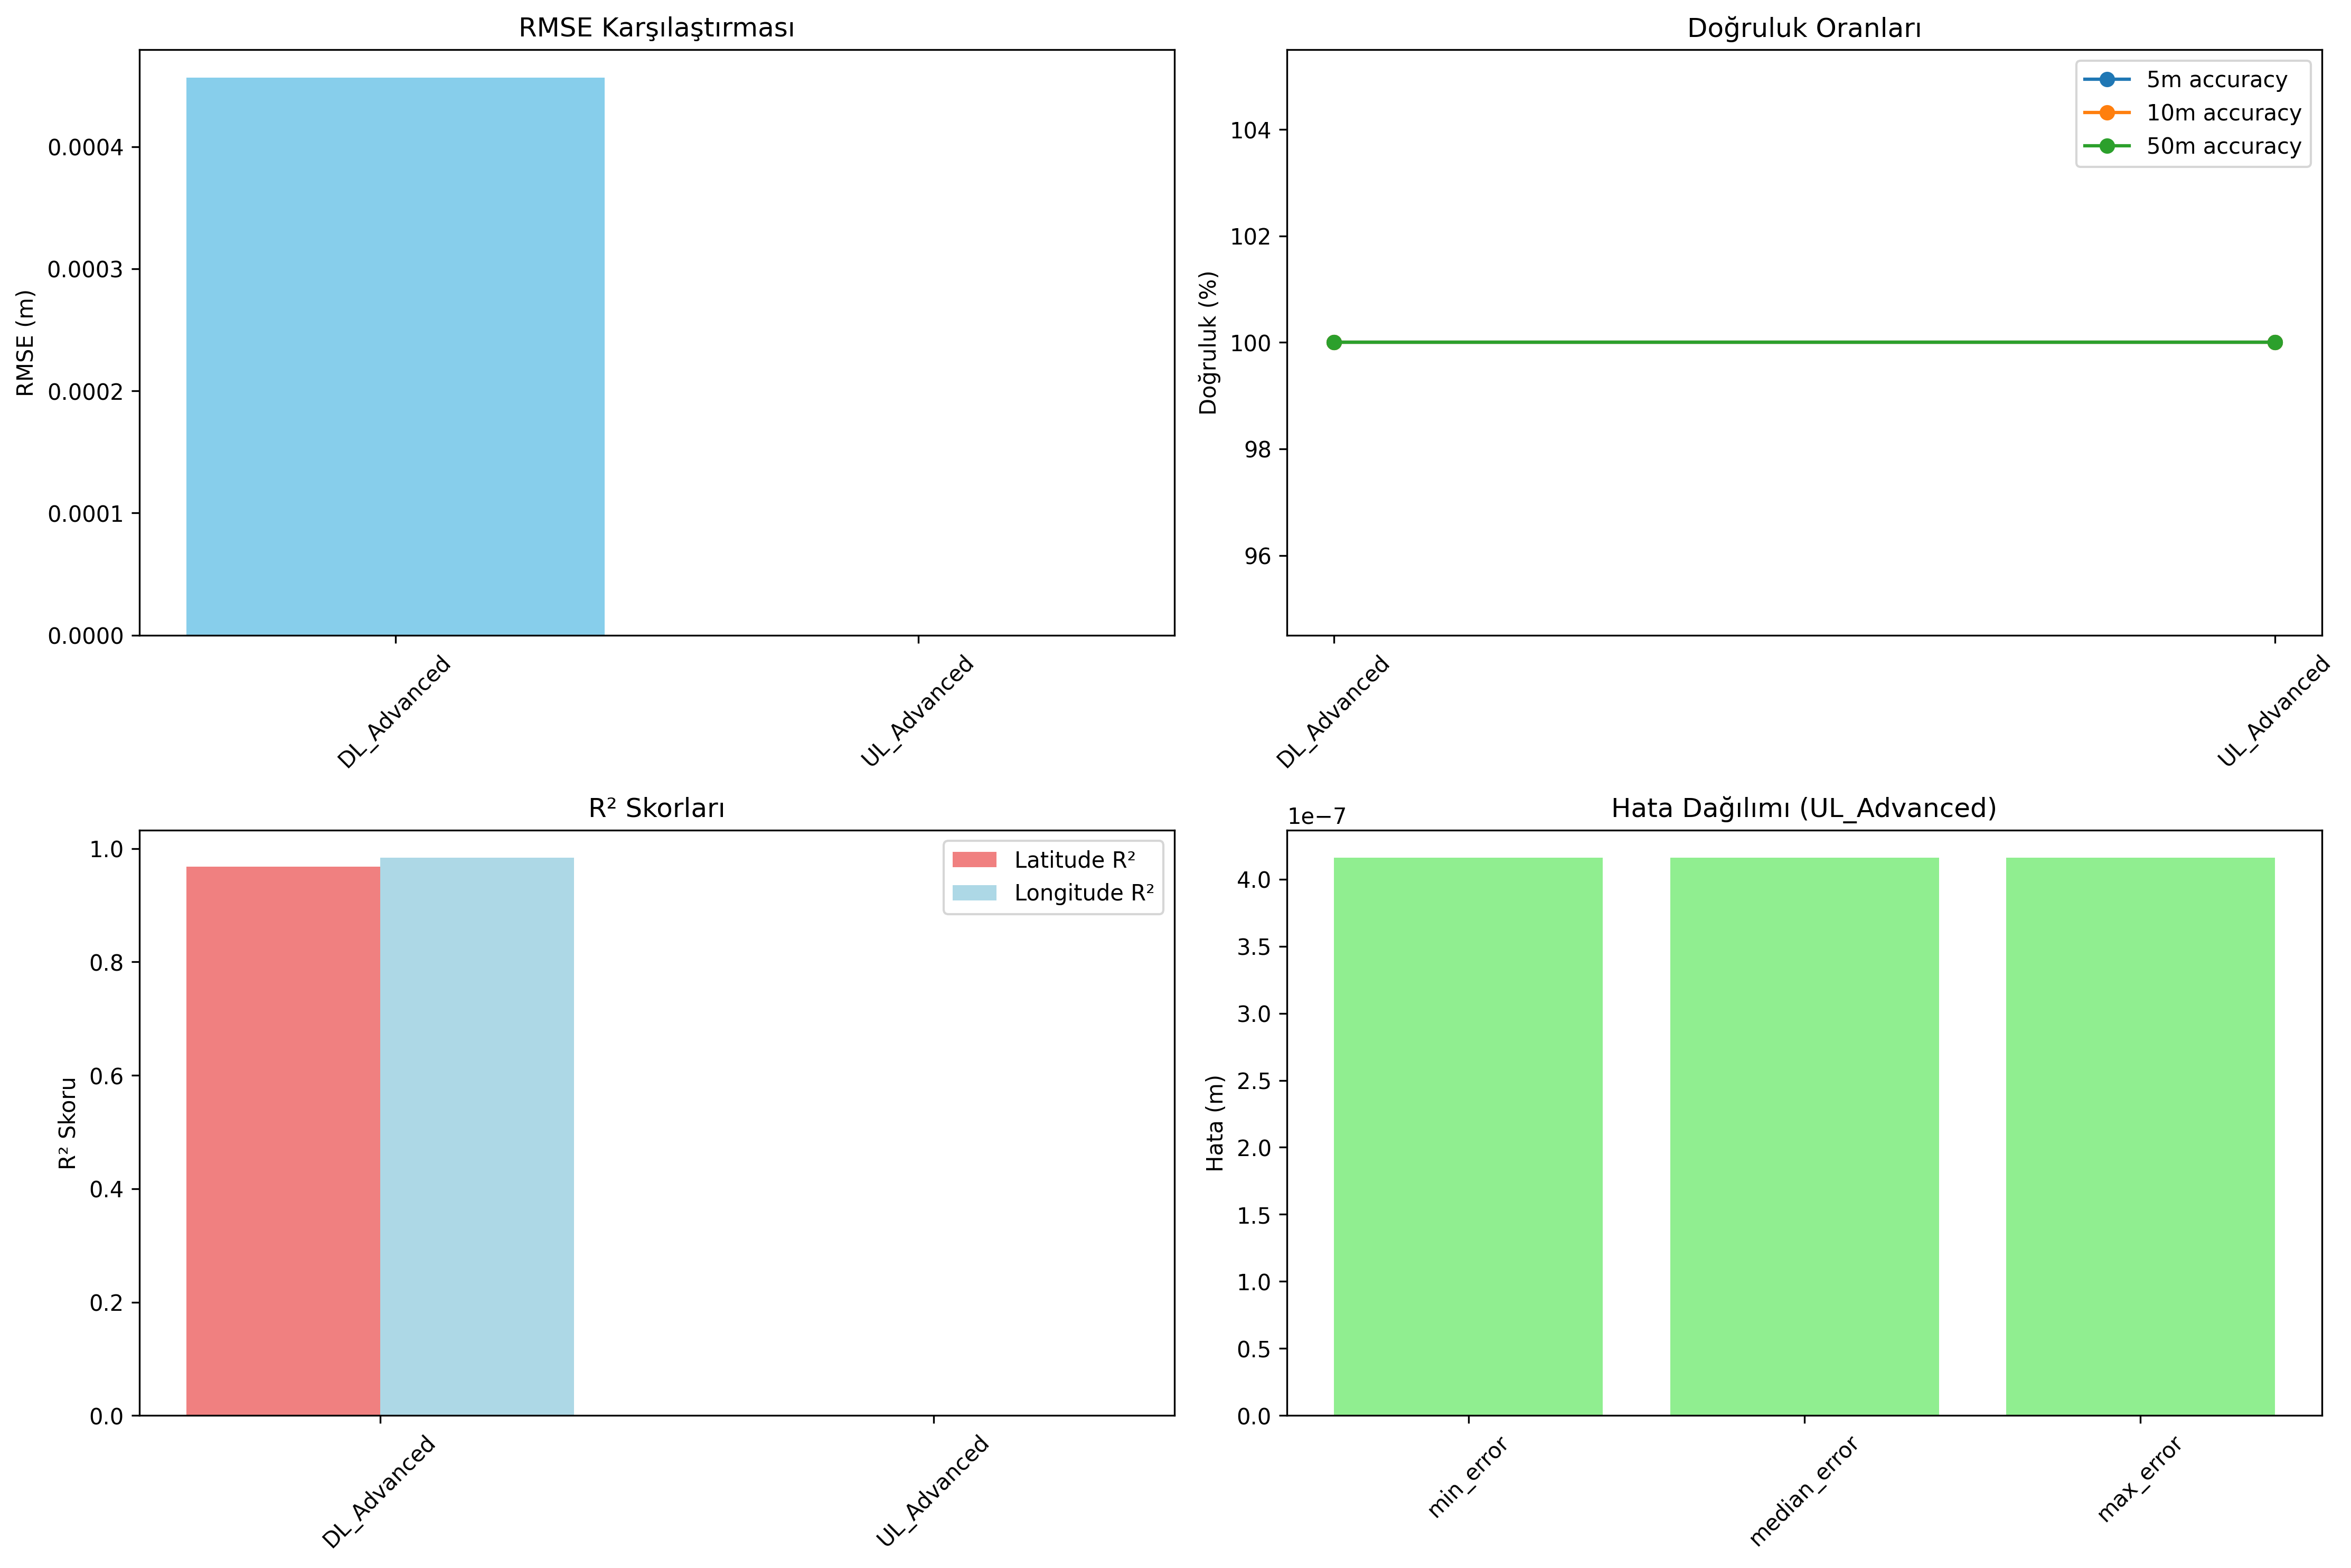 RMSE Karşılaştırması
RMSE (m)
0.0004
0.0003
0.0002
0.0001
0.0000
DL_Advanced
UL_Advanced
Doğruluk Oranları
Doğruluk (%)
104
102
100
98
96
5m accuracy
10m accuracy
50m accuracy
DL_Advanced
UL_Advanced
R² Skorları
R² Skoru
1.0
0.8
0.6
0.4
0.2
0.0
Latitude R²
Longitude R²
DL_Advanced
UL_Advanced
Hata Dağılımı (UL_Advanced)
1e−7
Hata (m)
4.0
3.5
3.0
2.5
2.0
1.5
1.0
0.5
0.0
min_error
median_error
max_error